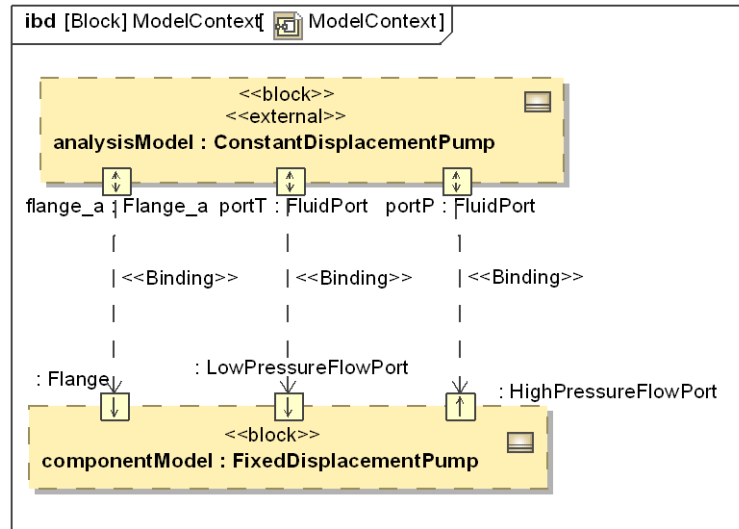 ibd [Block] ModelContext[ ModelContext]
<<block>>
<<external>>
analysisModel : ConstantDisplacementPump
flange_a : Flange_a portT : FluidPort portP : FluidPort
<<Binding>> <<Binding>> <<Binding>>
: Flange : LowPressureFlowPort : HighPressureFlowPort
<<block>>
componentModel : FixedDisplacementPump